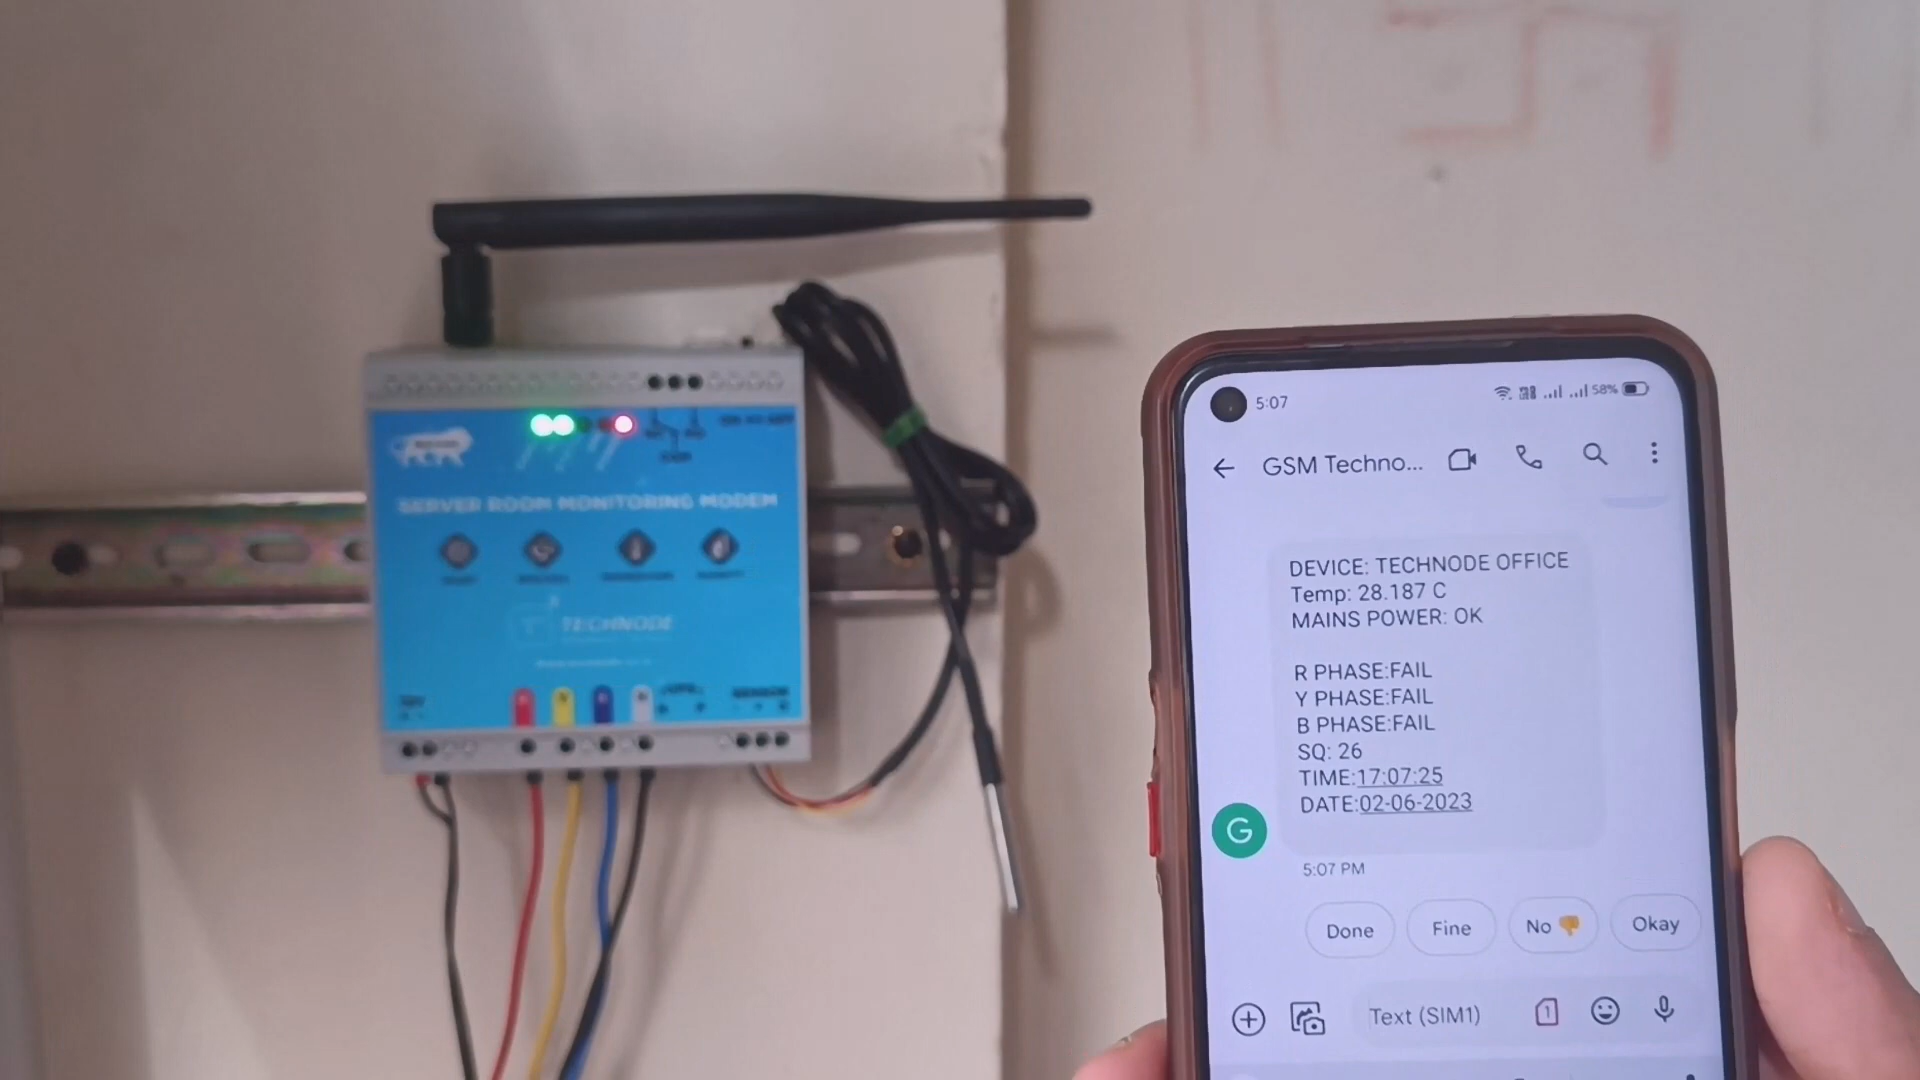 SERVER ROOM MONITORING MODEM
TECHNODE
SENSOR
5:07
58%
GSM Techno...
DEVICE: TECHNODE OFFICE
Temp: 28.187 C
MAINS POWER: OK
R PHASE:FAIL
Y PHASE:FAIL
B PHASE:FAIL
SQ: 26
TIME:17:07:25
DATE:02-06-2023
G
5:07 PM
Done
Fine
No 👎
Okay
Text (SIM1)
1